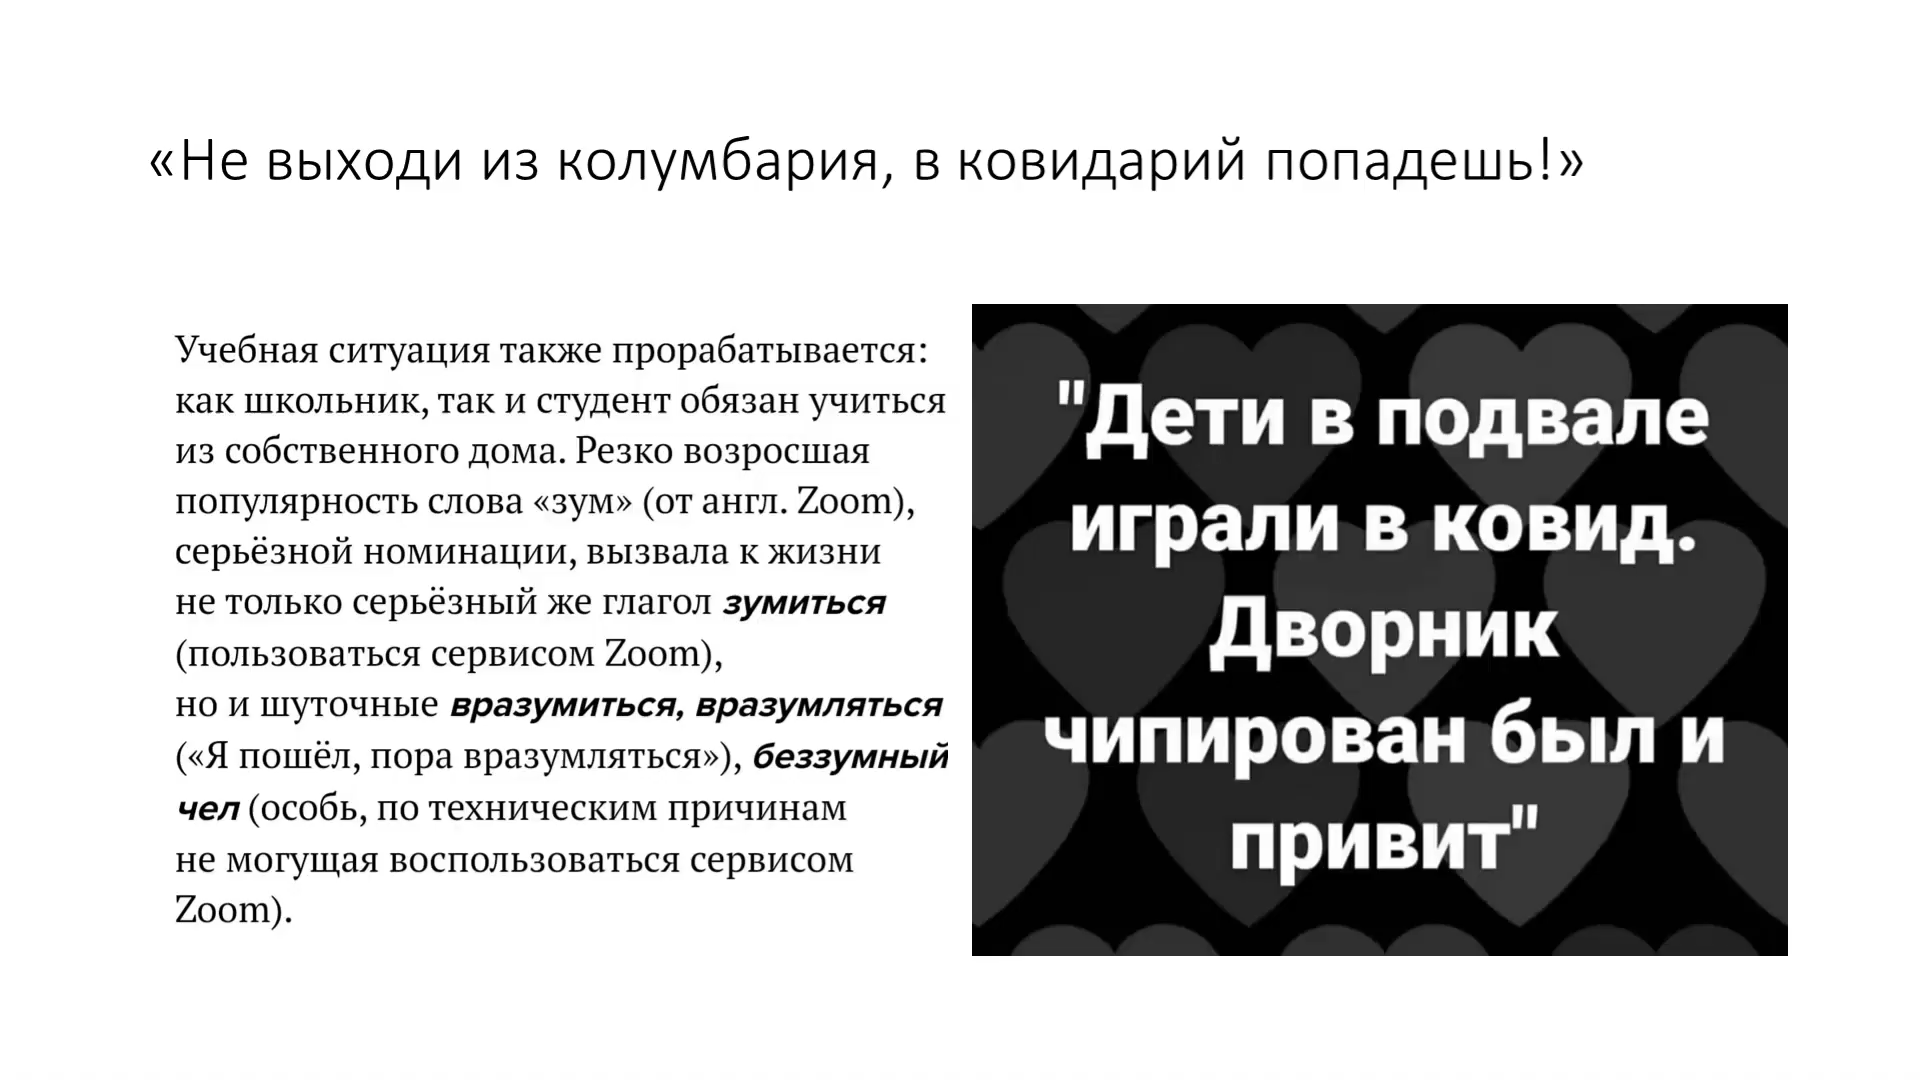 «Не выходи из колумбария, в ковидарий попадешь!»
Учебная ситуация также прорабатывается:
как школьник, так и студент обязан учиться
из собственного дома. Резко возросшая
популярность слова «зум» (от англ. Zoom),
серьёзной номинации, вызвала к жизни
не только серьёзный же глагол зумиться
(пользоваться сервисом Zoom),
но и шуточные вразумиться, вразумляться
(«Я пошёл, пора вразумляться»), беззумный
чел (особь, по техническим причинам
не могущая воспользоваться сервисом
Zoom).
"Дети в подвале
играли в ковид.
Дворник
чипирован был и
привит"